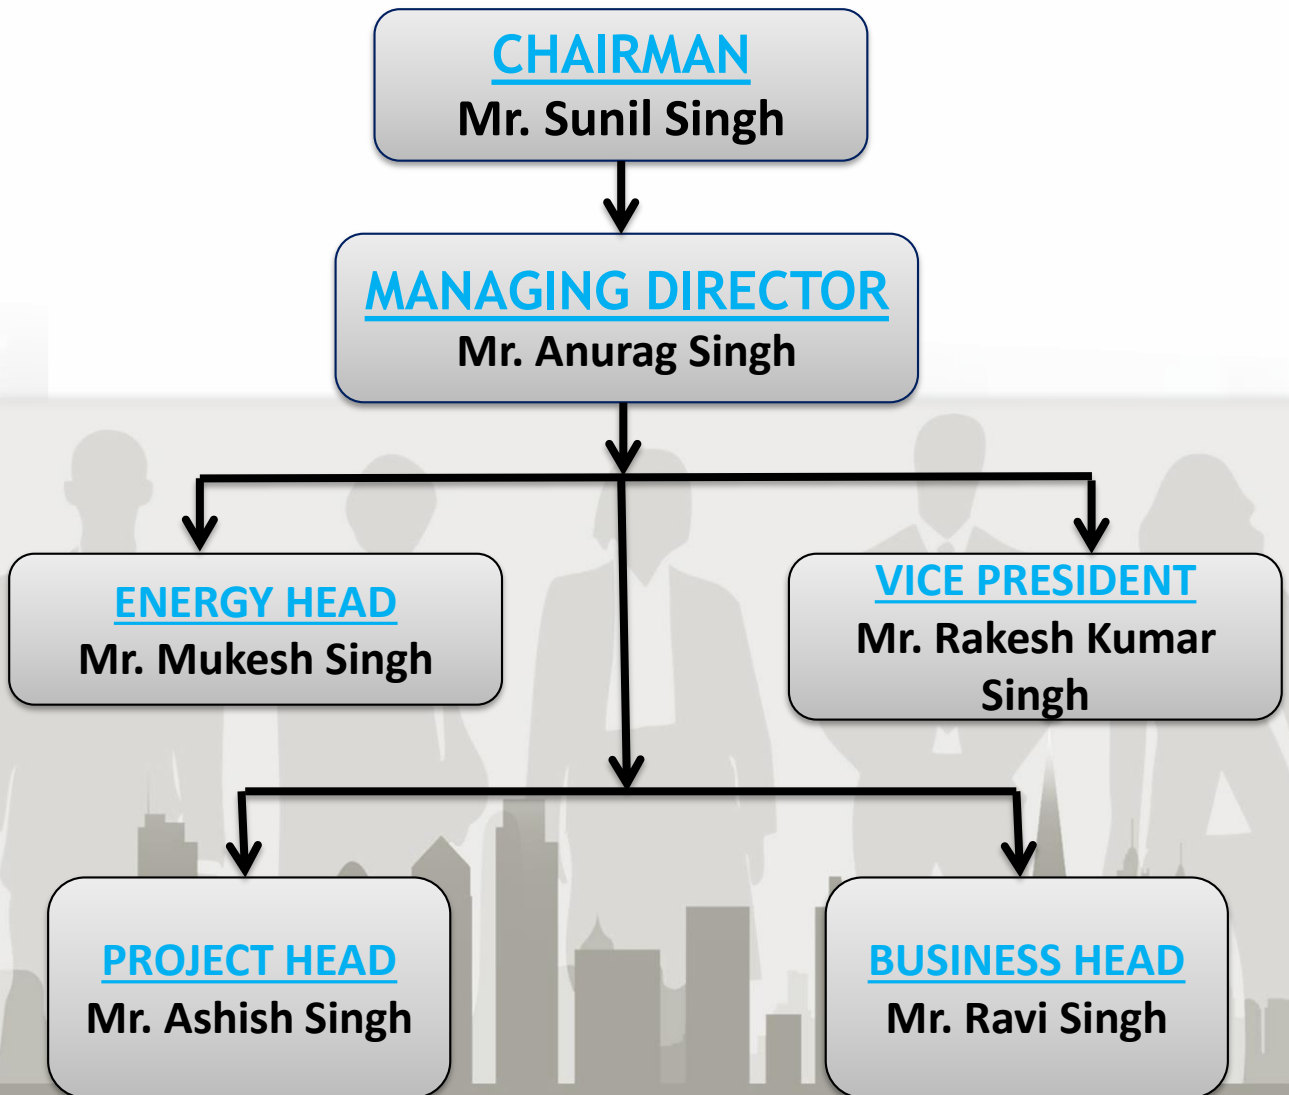 CHAIRMAN
Mr. Sunil Singh
MANAGING DIRECTOR
Mr. Anurag Singh
ENERGY HEAD
Mr. Mukesh Singh
VICE PRESIDENT
Mr. Rakesh Kumar
Singh
PROJECT HEAD
Mr. Ashish Singh
BUSINESS HEAD
Mr. Ravi Singh